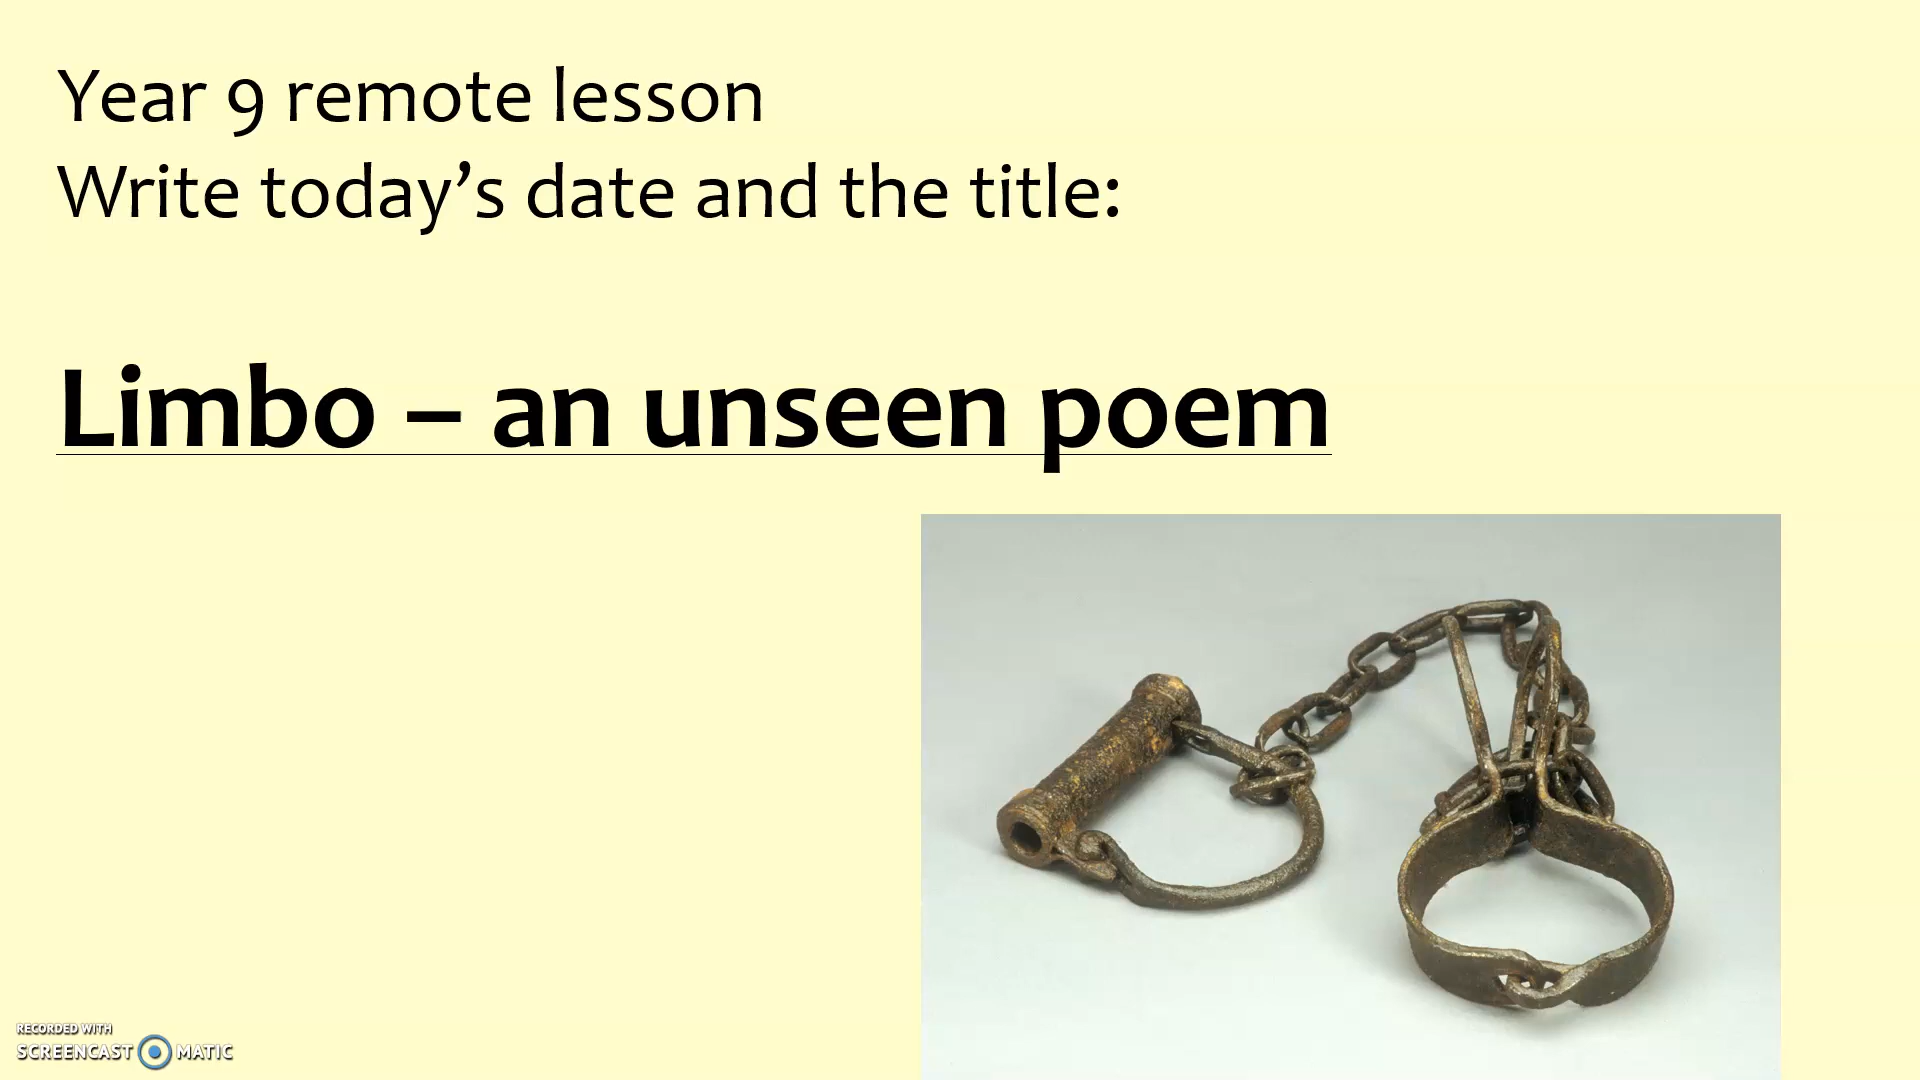 Year 9 remote lesson
Write today’s date and the title:
Limbo – an unseen poem
RECORDED WITH
SCREENCAST MATIC